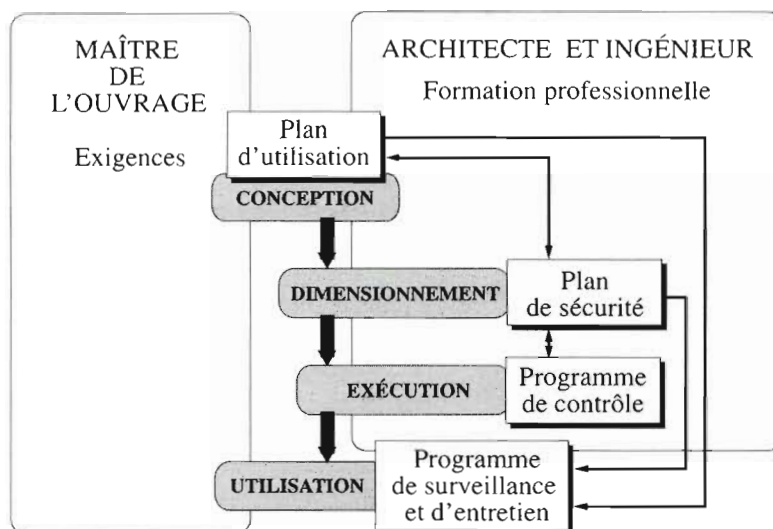 MAÎTRE
DE
L'OUVRAGE
Exigences
ARCHITECTE ET INGÉNIEUR
Formation professionnelle
Plan
d'utilisation
CONCEPTION
DIMENSIONNEMENT
Plan
de sécurité
EXÉCUTION
Programme
de contrôle
UTILISATION
Programme
de surveillance
et d'entretien